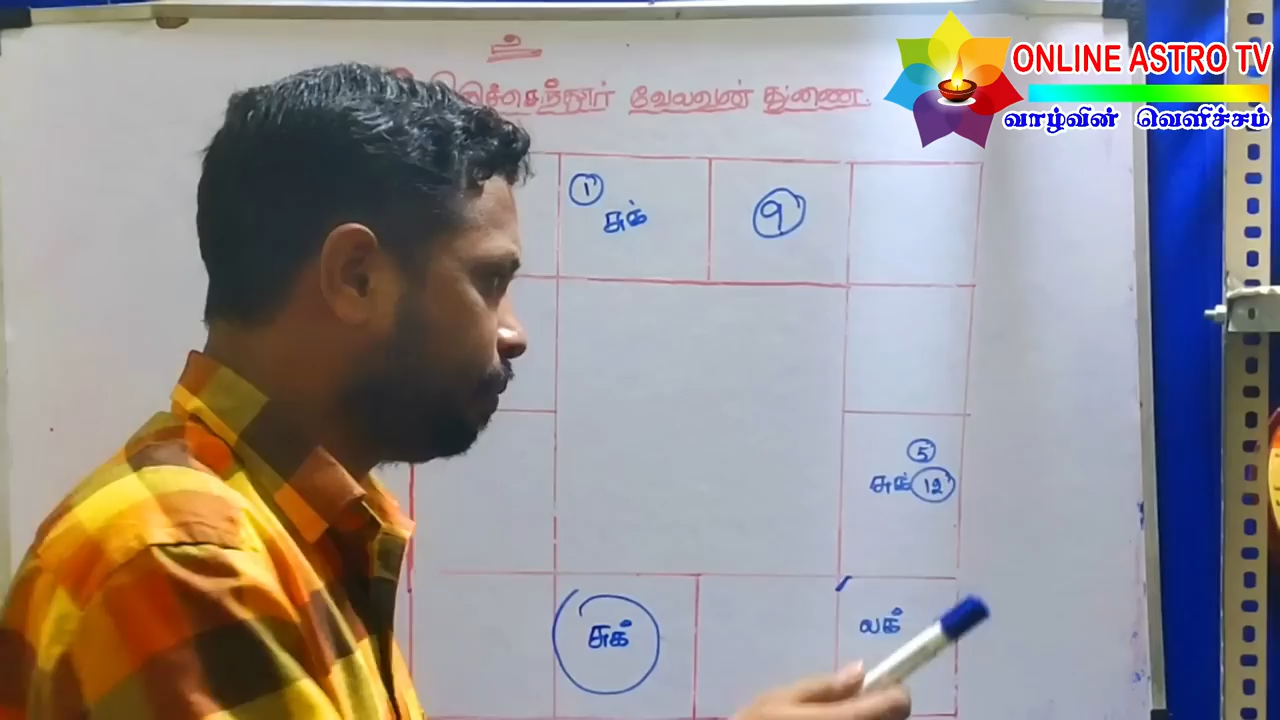 உ
வேலவன் துணை.
ONLINE ASTRO TV
வாழ்வின் வெளிச்சம்
1
சுக்
9
5
சுக் 12
சுக்
லக்